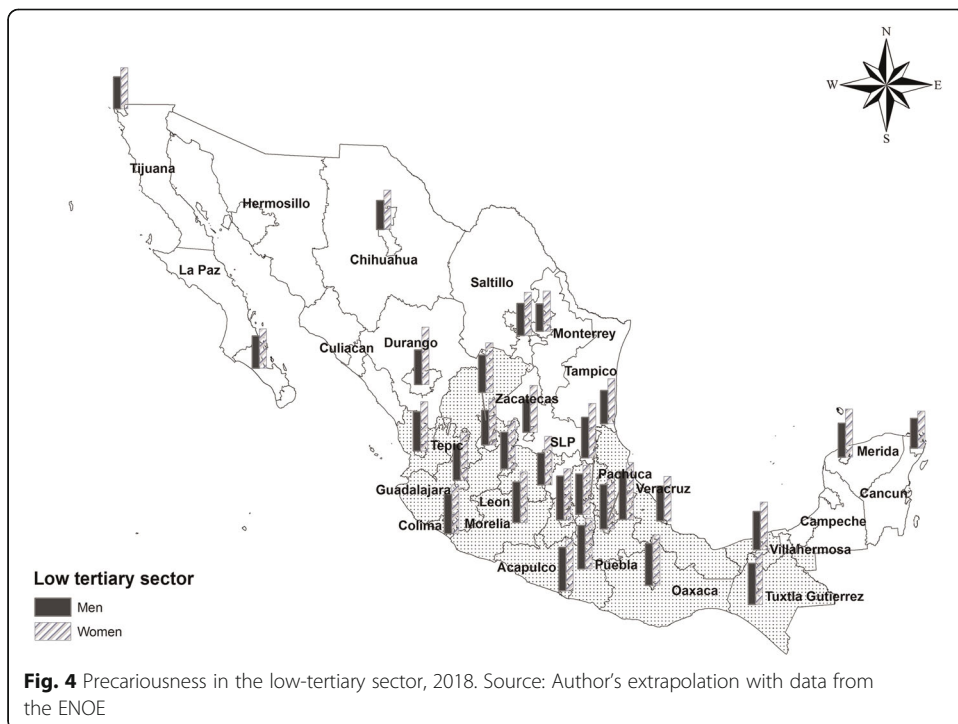 N
W E
S
Tijuana
Hermosillo
Chihuahua
La Paz
Saltillo
Culiacan
Durango
Monterrey
Tampico
Zacatecas
Tepic
SLP
Merida
Pachuca
Guadalajara
Leon
Veracruz
Cancun
Colima
Morelia
Campeche
Villahermosa
Acapulco
Puebla
Oaxaca
Tuxtla Gutierrez
Low tertiary sector
Men
Women
Fig. 4 Precariousness in the low-tertiary sector, 2018. Source: Author's extrapolation with data from
the ENOE